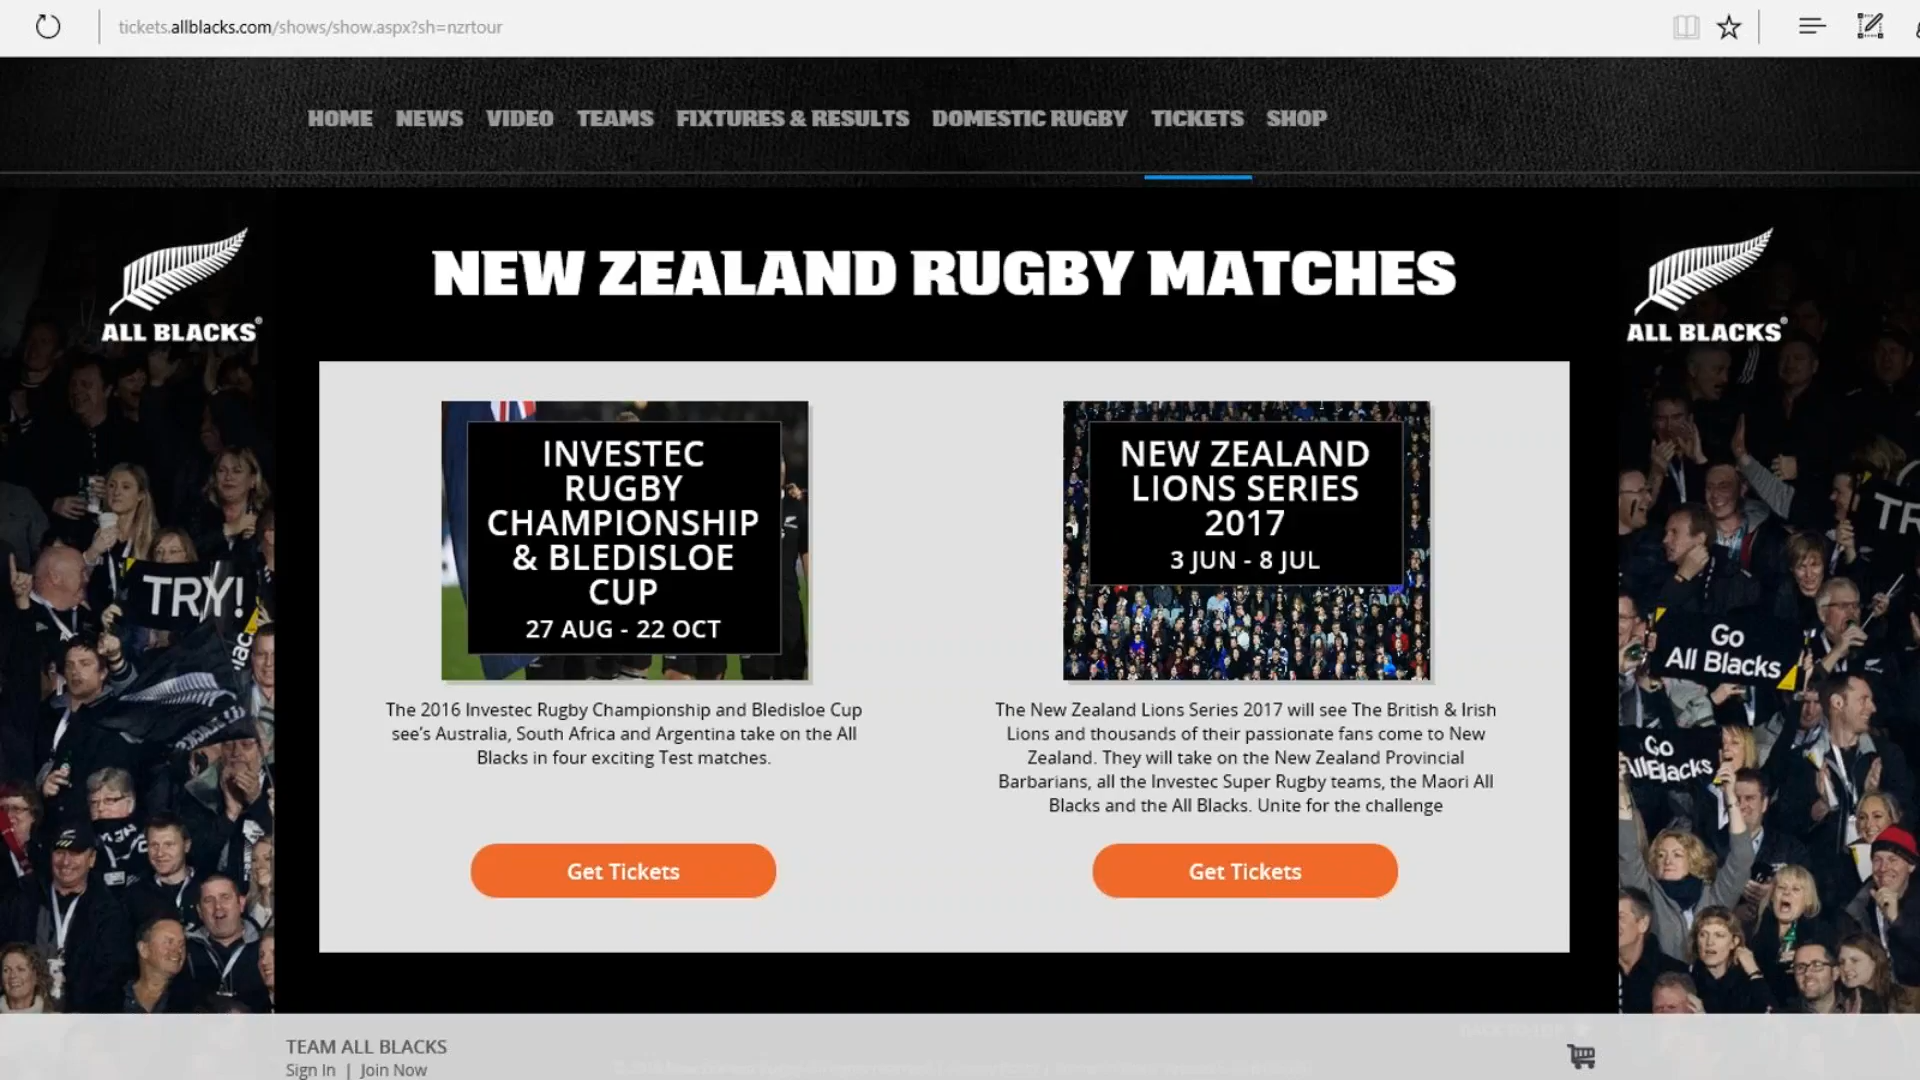 tickets.allblacks.com/shows/show.aspx?sh=nzrtour
HOME NEWS VIDEO TEAMS FIXTURES & RESULTS DOMESTIC RUGBY TICKETS SHOP
ALL BLACKS®
NEW ZEALAND RUGBY MATCHES
ALL BLACKS®
INVESTEC
RUGBY
CHAMPIONSHIP
& BLEDISLOE
CUP
27 AUG - 22 OCT
The 2016 Investec Rugby Championship and Bledisloe Cup
see's Australia, South Africa and Argentina take on the All
Blacks in four exciting Test matches.
Get Tickets
NEW ZEALAND
LIONS SERIES
2017
3 JUN - 8 JUL
The New Zealand Lions Series 2017 will see The British & Irish
Lions and thousands of their passionate fans come to New
Zealand. They will take on the New Zealand Provincial
Barbarians, all the Investec Super Rugby teams, the Maori All
Blacks and the All Blacks. Unite for the challenge
Get Tickets
TRY!
TR
Go
All Blacks
Go
AllBlacks
TEAM ALL BLACKS
Sign In | Join Now